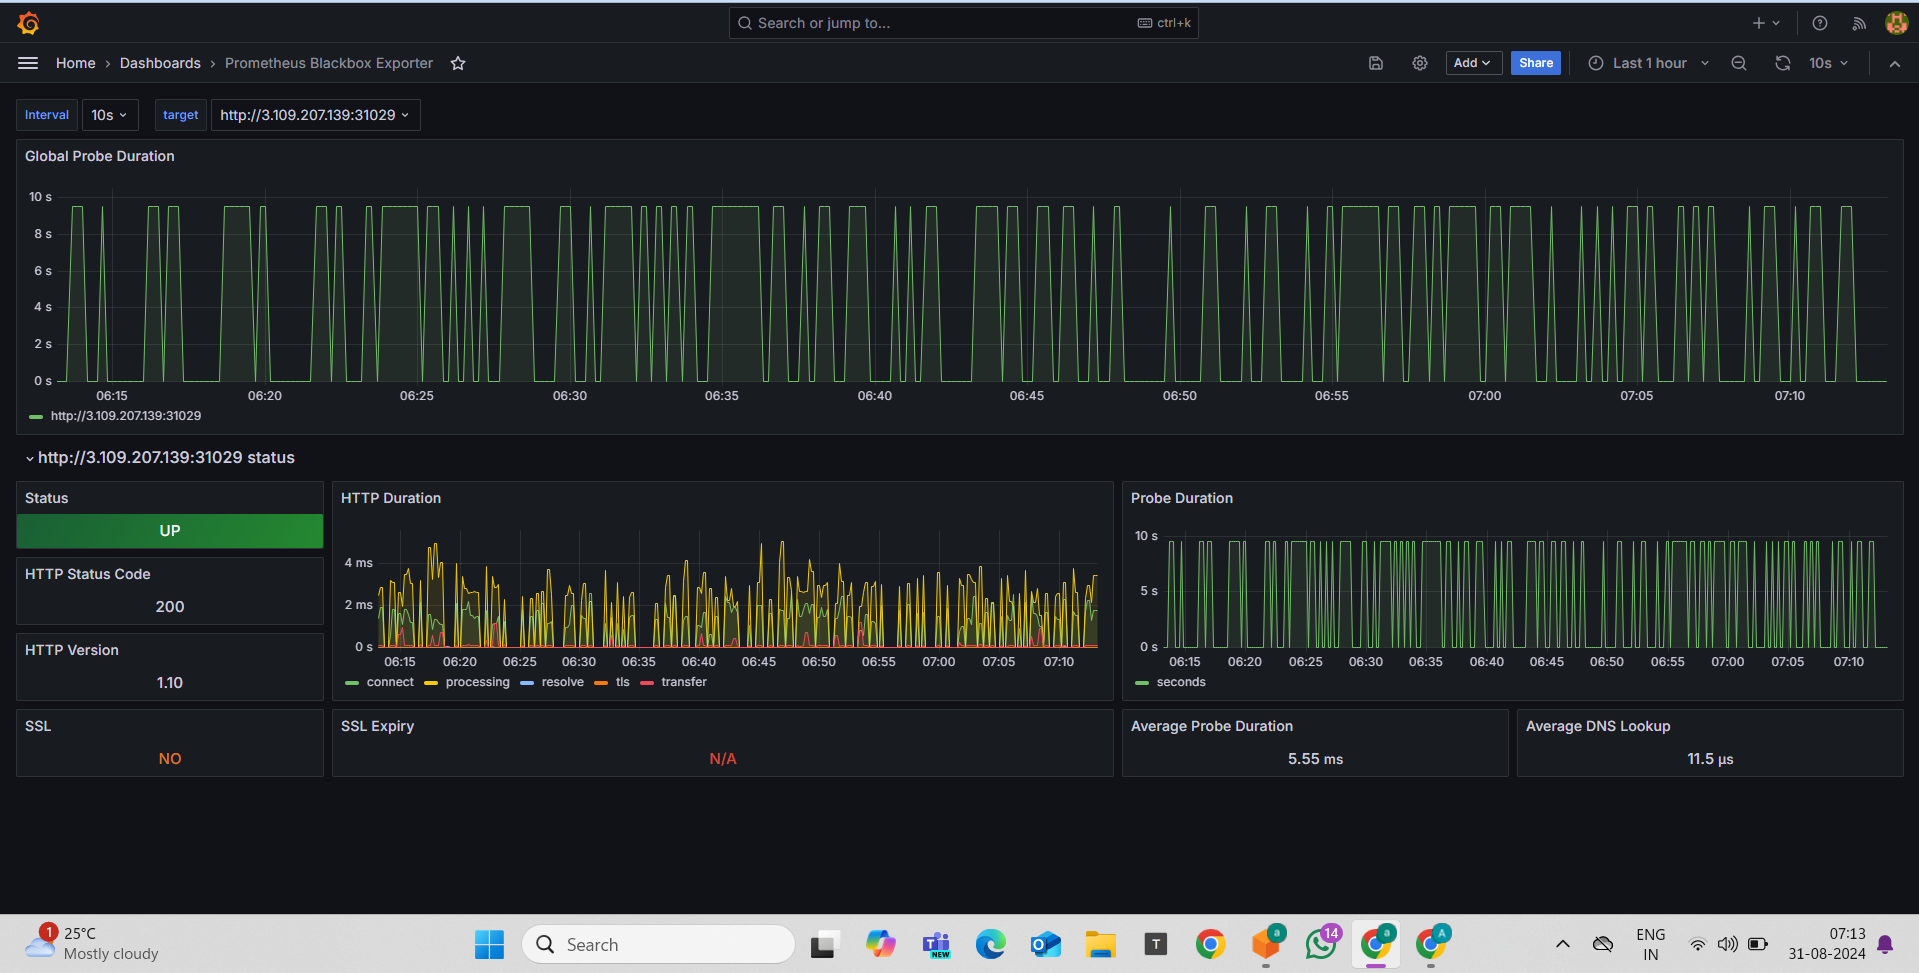 Search or jump to... ctrl+k
Home › Dashboards › Prometheus Blackbox Exporter Add Share Last 1 hour 10s
Interval 10s target http://3.109.207.139:31029
Global Probe Duration
10 s
8 s
6 s
4 s
2 s
0 s
06:15 06:20 06:25 06:30 06:35 06:40 06:45 06:50 06:55 07:00 07:05 07:10
http://3.109.207.139:31029
http://3.109.207.139:31029 status
Status
UP
HTTP Status Code
200
HTTP Version
1.10
HTTP Duration
4 ms
2 ms
0 s
06:15 06:20 06:25 06:30 06:35 06:40 06:45 06:50 06:55 07:00 07:05 07:10
connect processing resolve tls transfer
Probe Duration
10 s
5 s
0 s
06:15 06:20 06:25 06:30 06:35 06:40 06:45 06:50 06:55 07:00 07:05 07:10
seconds
SSL
NO
SSL Expiry
N/A
Average Probe Duration
5.55 ms
Average DNS Lookup
11.5 µs
1
25°C
Mostly cloudy
Search
T NEW
T
a
14
a
A
ENG
IN
07:13
31-08-2024